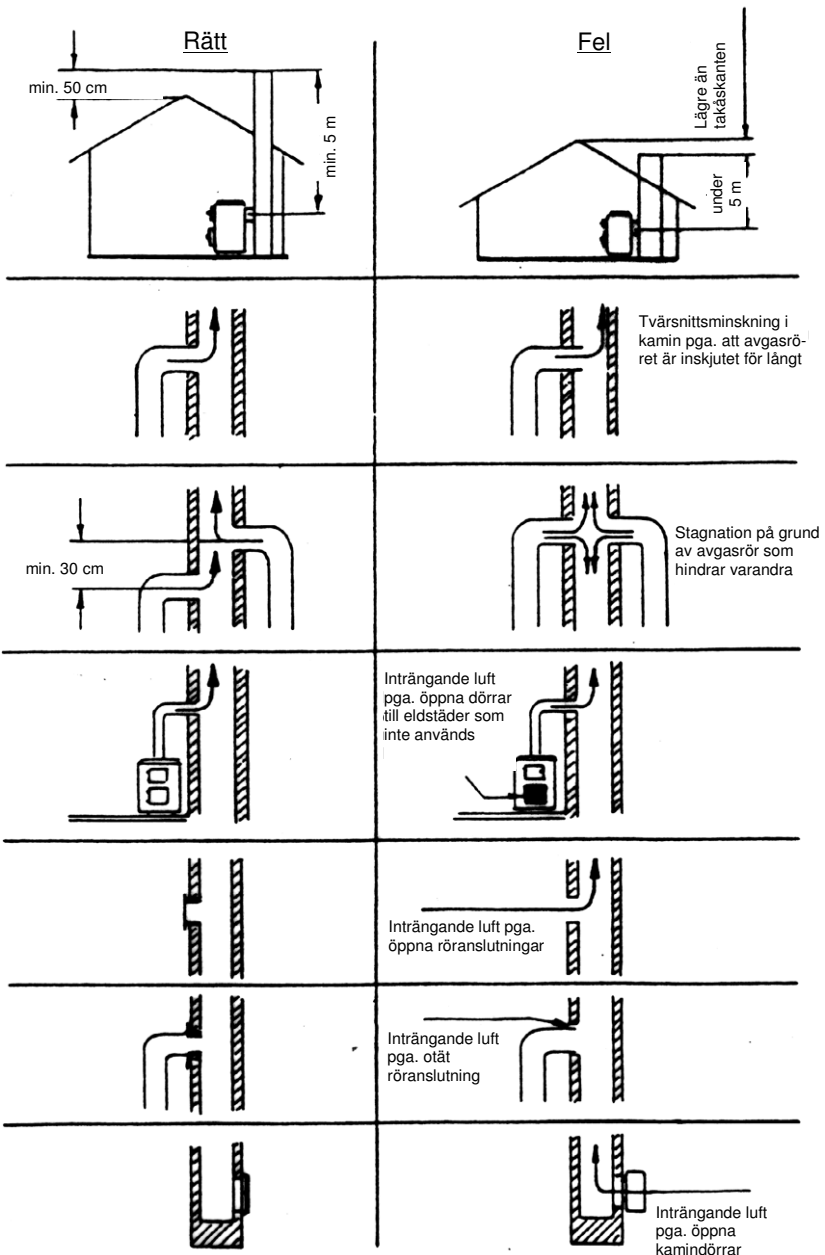 Rätt
Fel
min. 50 cm
min. 5 m
Lägre än
takåskanten
under
5 m
Tvärsnittsminskning i
kamin pga. att avgasrö-
ret är inskjutet för långt
min. 30 cm
Stagnation på grund
av avgasrör som
hindrar varandra
Inträngande luft
pga. öppna dörrar
till eldstäder som
inte används
Inträngande luft pga.
öppna röranslutningar
Inträngande luft
pga. otät
röranslutning
Inträngande luft
pga. öppna
kamindörrar